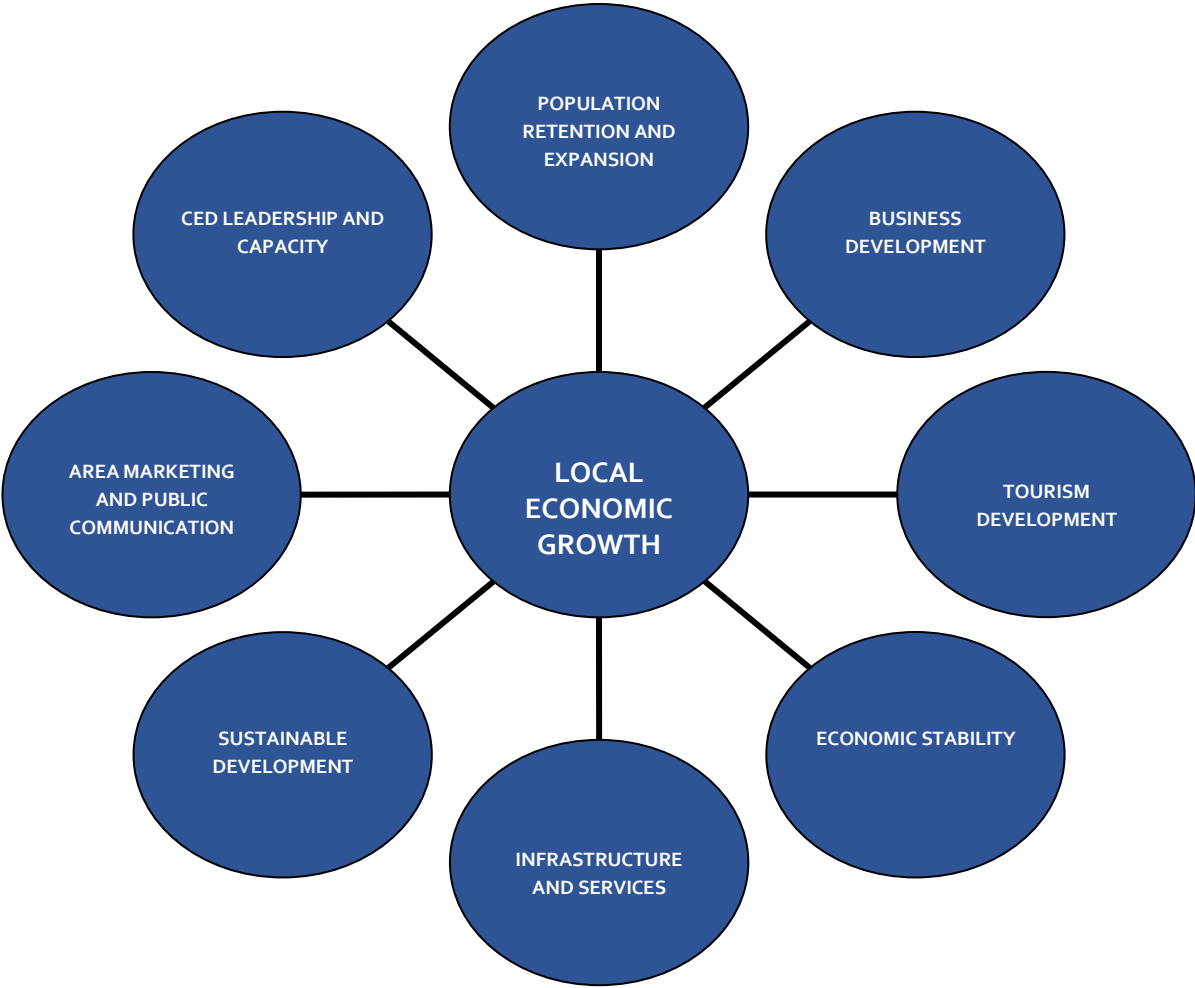 POPULATION
RETENTION AND
EXPANSION
CED LEADERSHIP AND
CAPACITY
BUSINESS
DEVELOPMENT
AREA MARKETING
AND PUBLIC
COMMUNICATION
LOCAL
ECONOMIC
GROWTH
TOURISM
DEVELOPMENT
SUSTAINABLE
DEVELOPMENT
ECONOMIC STABILITY
INFRASTRUCTURE
AND SERVICES